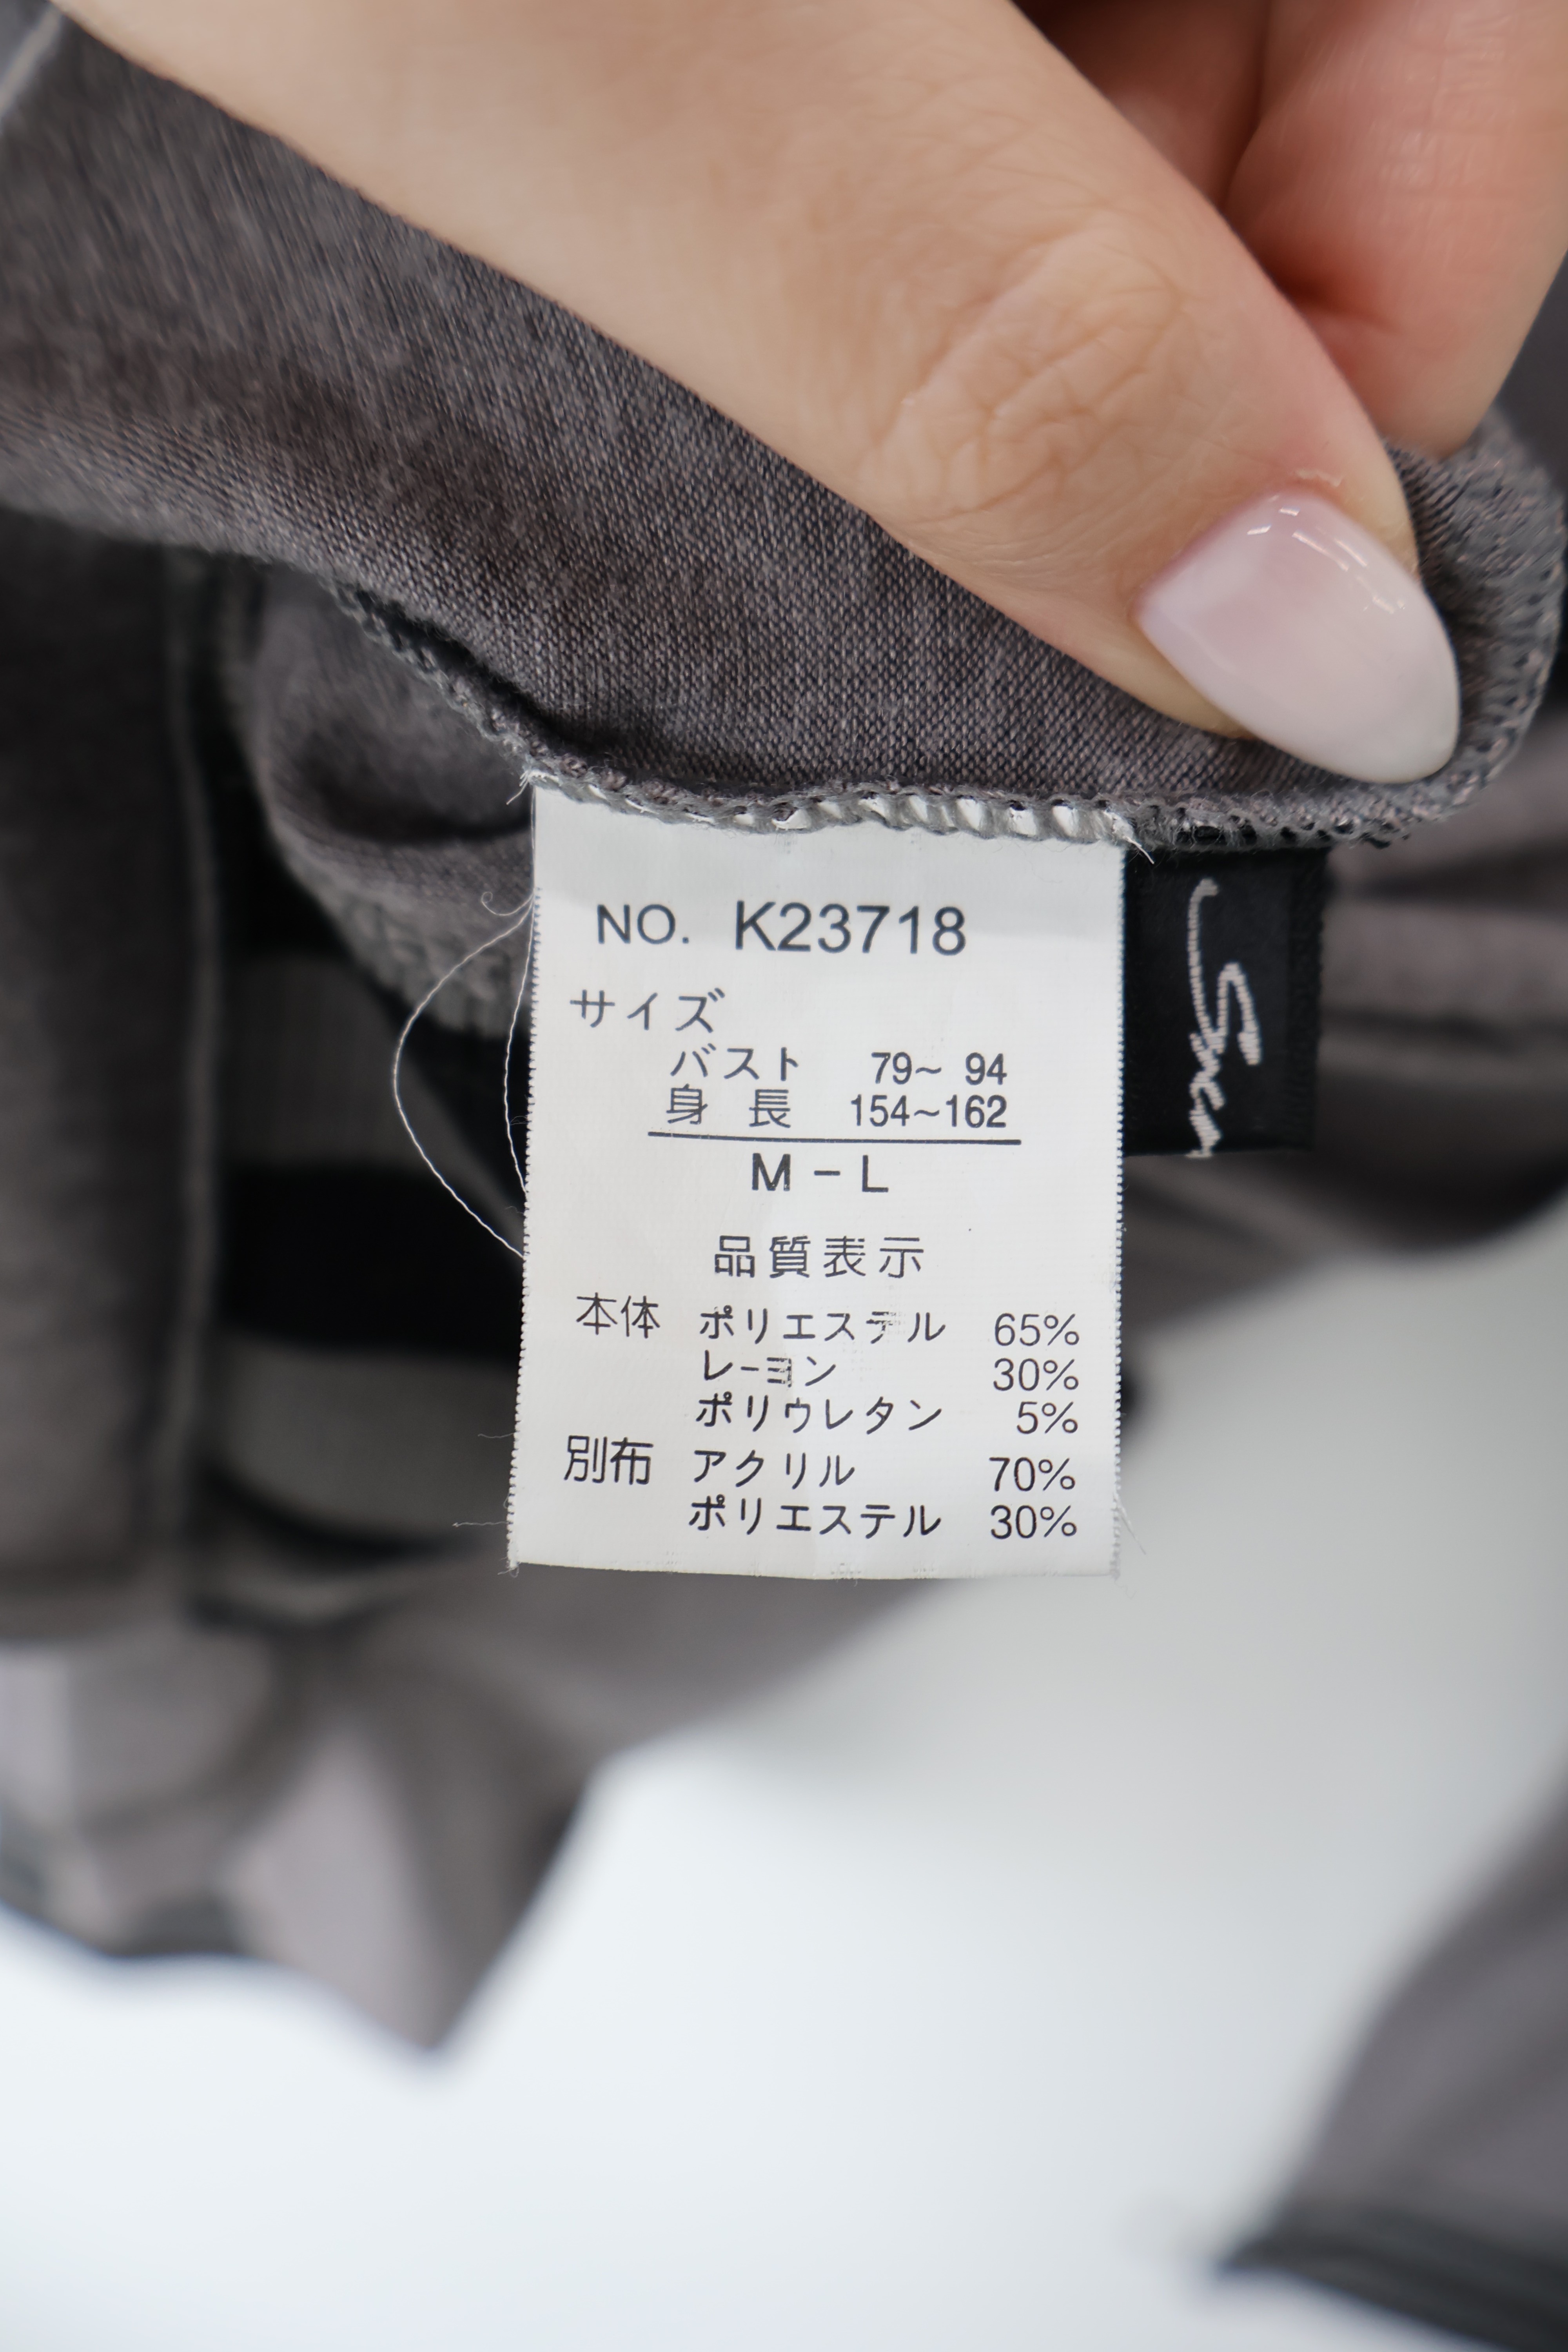 NO. K23718
サイズ
バスト 79~ 94
身 長 154~162
M - L
品質表示
本体 ポリエステル 65%
レーヨン 30%
ポリウレタン 5%
別布 アクリル 70%
ポリエステル 30%